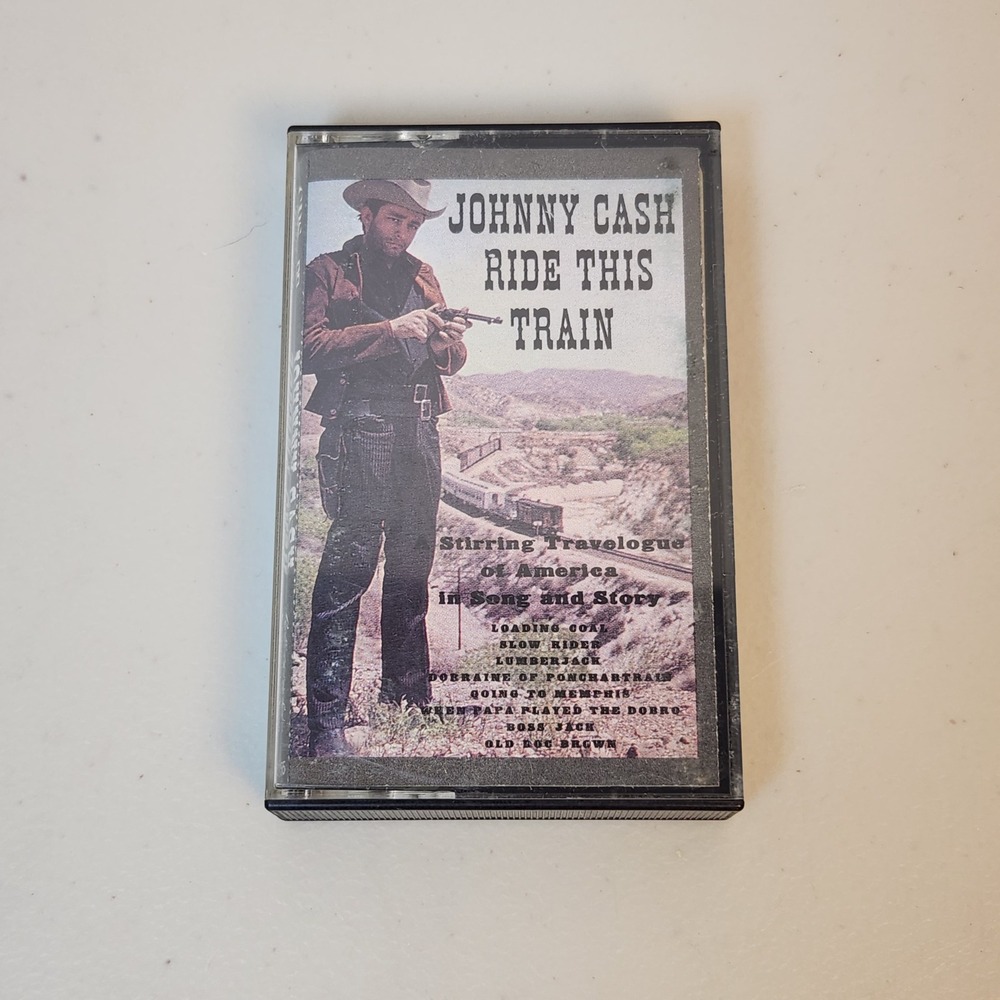 JOHNNY CASH
RIDE THIS
TRAIN
Stirring Travelogue
of America
in Song and Story
LOADING COAL
SLOW RIDER
LUMBERJACK
DORRAINE OF PONCHARTRAIN
GOING TO MEMPHIS
WHEN PAPA PLAYED THE DOBRO
BOSS JACK
OLD DOC BROWN